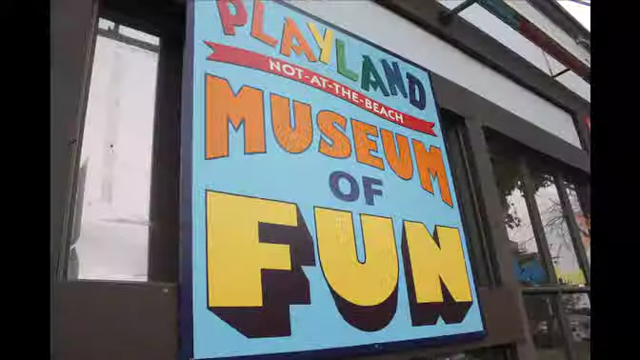 PLAYLAND
NOT-AT-THE-BEACH
MUSEUM
OF
FUN